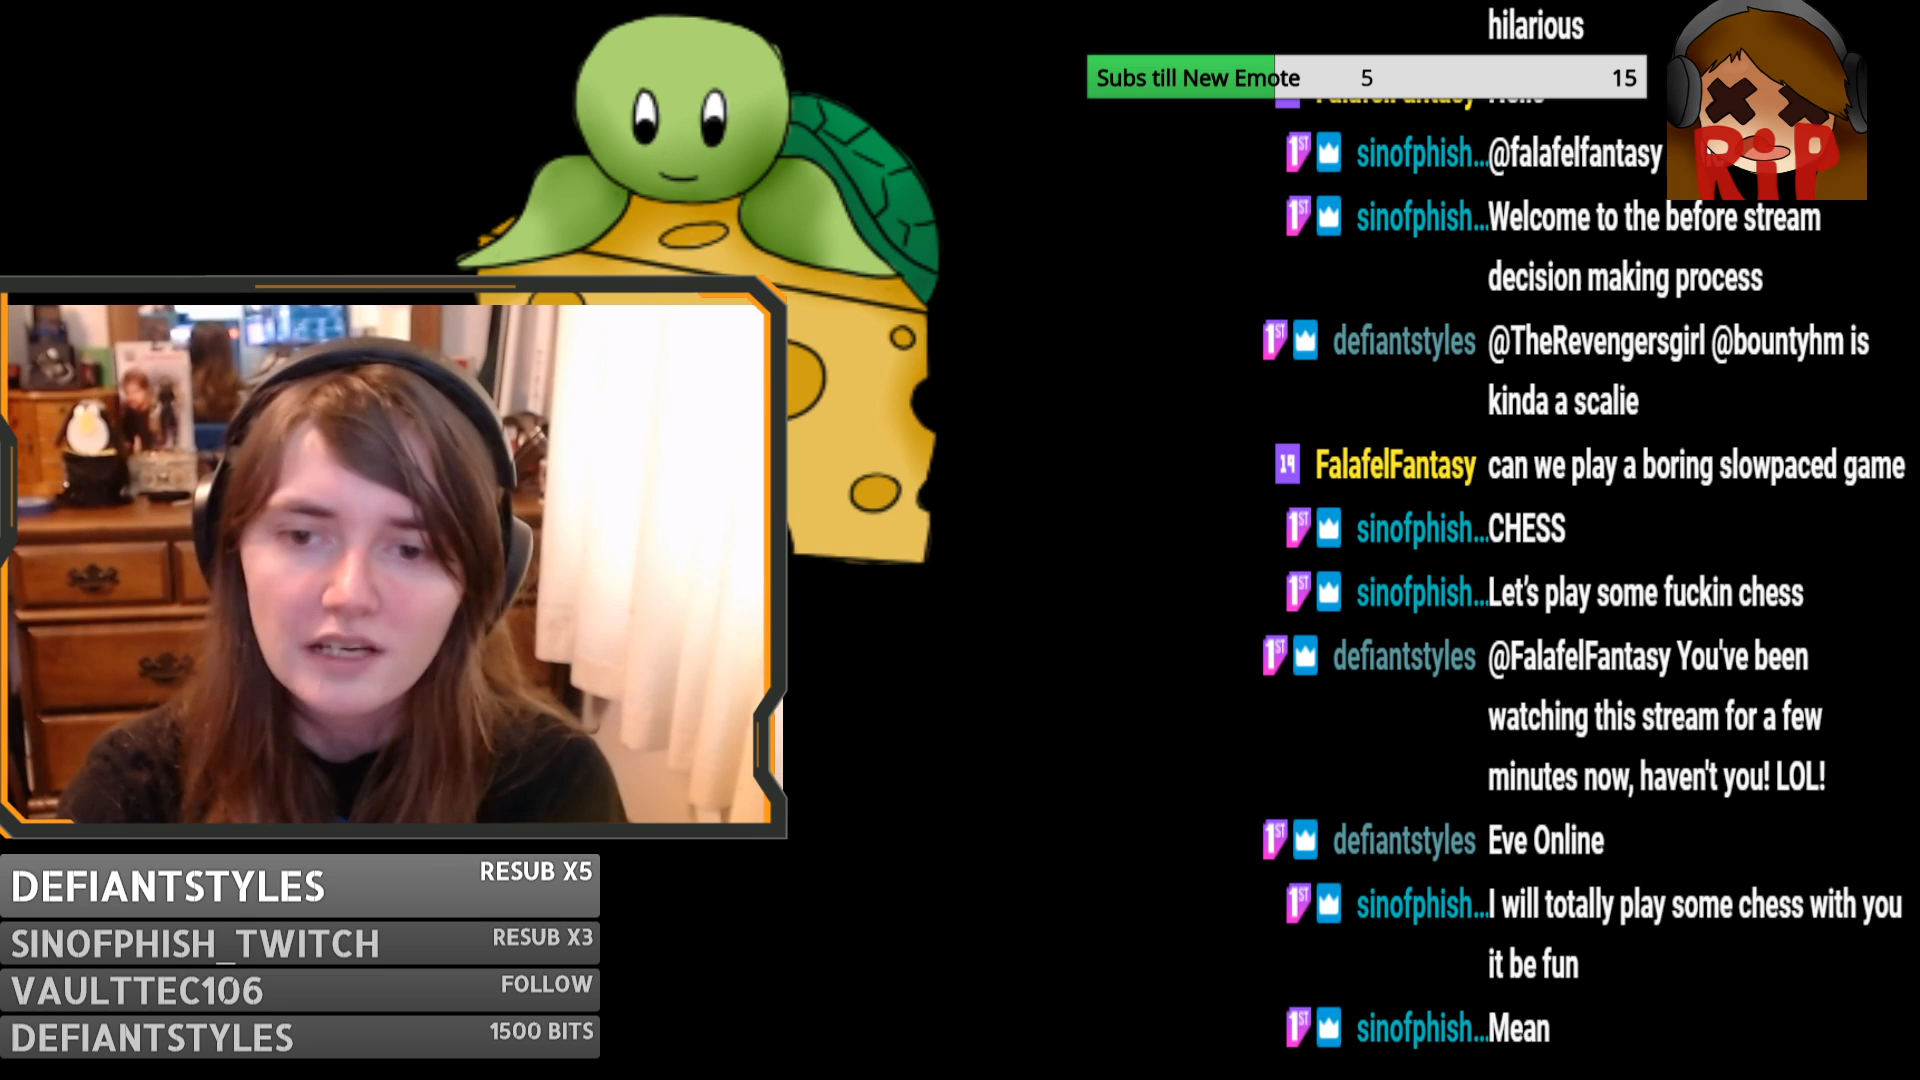 hilarious
Subs till New Emote 5 15
sinofphish... @falafelfantasy
RiP
sinofphish... Welcome to the before stream
decision making process
defiantstyles @TheRevengersgirl @bountyhm is
kinda a scalie
19 FalafelFantasy can we play a boring slowpaced game
sinofphish... CHESS
sinofphish... Let's play some fuckin chess
defiantstyles @FalafelFantasy You've been
watching this stream for a few
minutes now, haven't you! LOL!
defiantstyles Eve Online
sinofphish... I will totally play some chess with you
it be fun
sinofphish... Mean
DEFIANTSTYLES RESUB X5
SINOFPHISH_TWITCH RESUB X3
VAULTTEC106 FOLLOW
DEFIANTSTYLES 1500 BITS